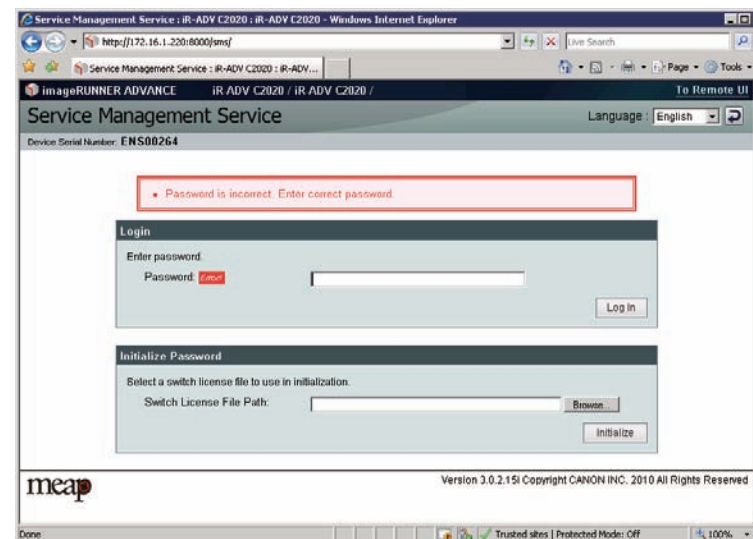 Service Management Service : iR-ADV C2020 : iR-ADV C2020 - Windows Internet Explorer
http://172.16.1.220:8000/sms/
Live Search
Service Management Service : iR-ADV C2020 : iR-ADV...
Page
Tools
imageRUNNER ADVANCE iR-ADV C2020 / iR-ADV C2020 /
To Remote UI
Service Management Service
Language : English
Device Serial Number: ENS00264
Password is incorrect. Enter correct password.
Login
Enter password.
Password: Error!
Log In
Initialize Password
Select a switch license file to use in initialization.
Switch License File Path:
Browse...
Initialize
meap
Version 3.0.2.15i Copyright CANON INC. 2010 All Rights Reserved
Done
Trusted sites | Protected Mode: Off
100%